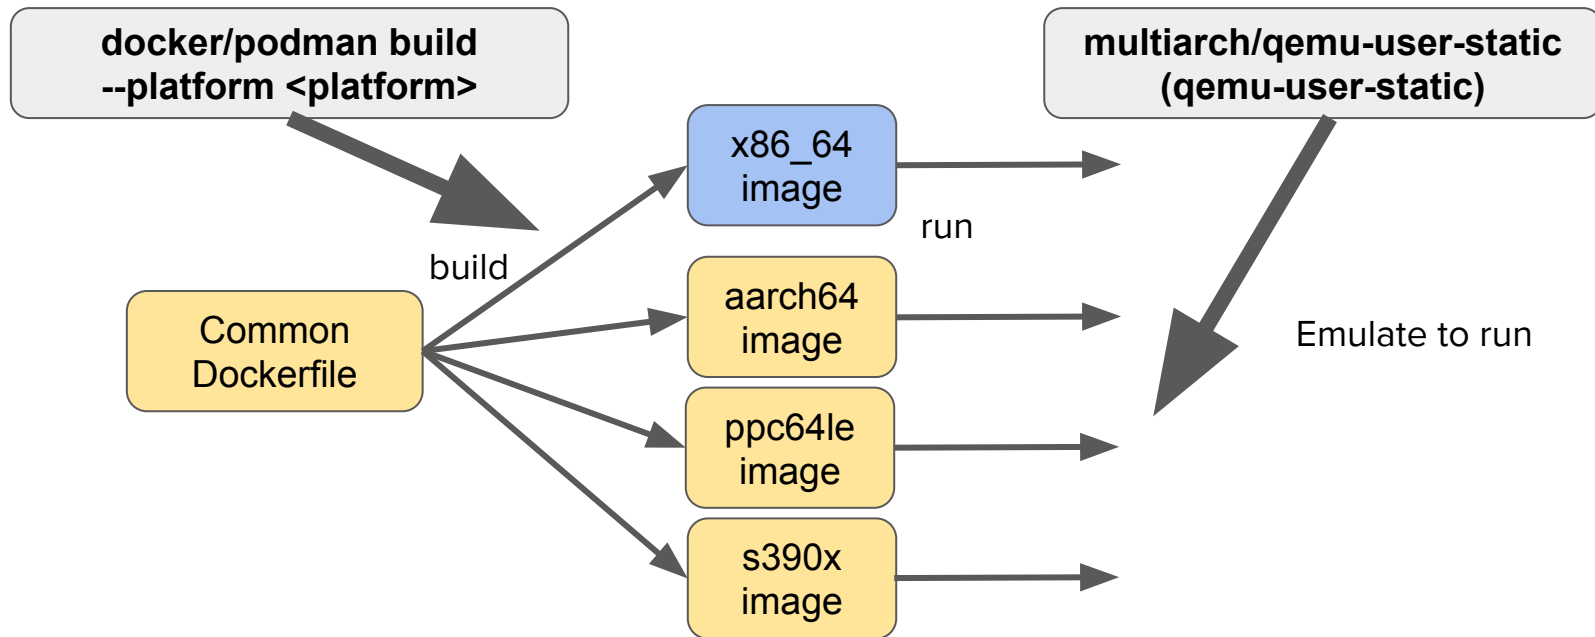 docker/podman build
--platform <platform>
multiarch/qemu-user-static
(qemu-user-static)
x86_64
image
run
build
aarch64
image
Common
Dockerfile
Emulate to run
ppc64le
image
s390x
image